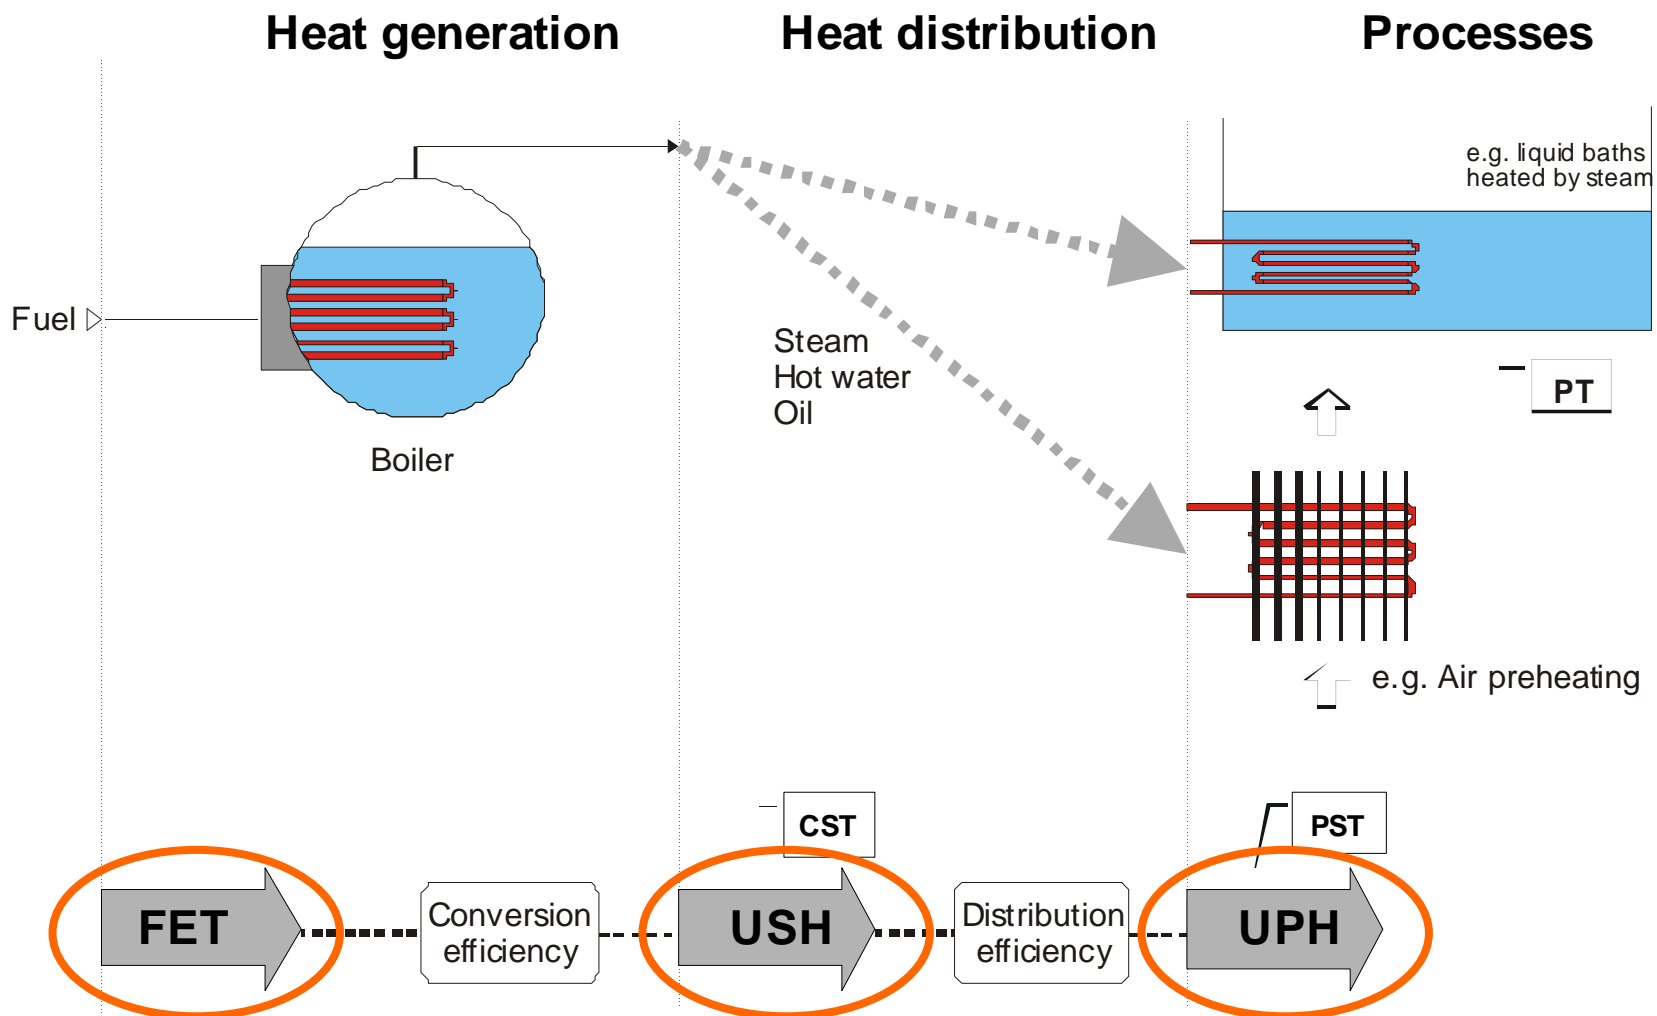 Heat generation
Heat distribution
Processes
e.g. liquid baths
heated by steam
Fuel
Steam
Hot water
Oil
PT
Boiler
e.g. Air preheating
CST
PST
FET
Conversion
efficiency
USH
Distribution
efficiency
UPH